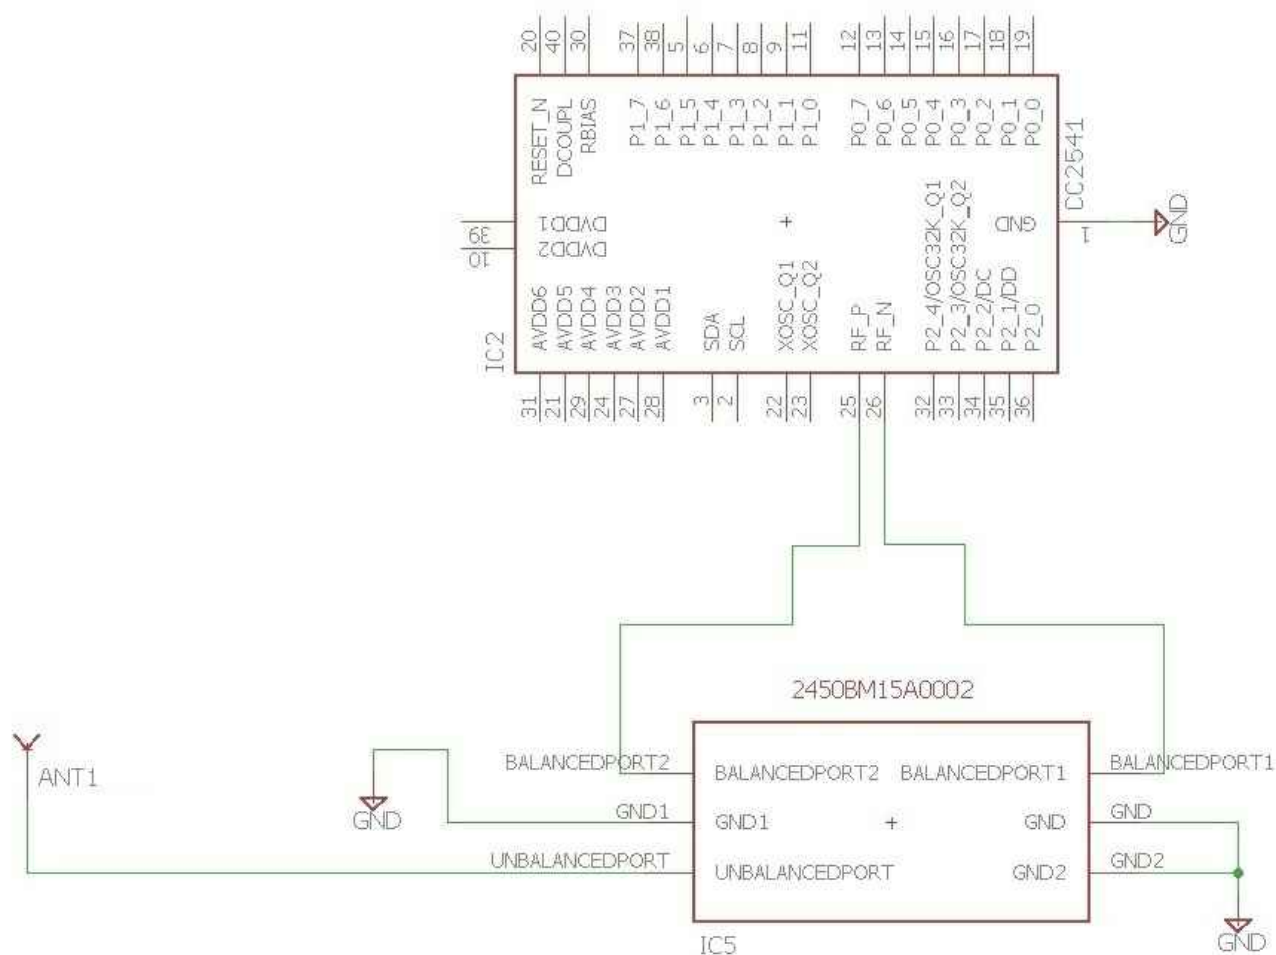 20 40 30 37 38 5 6 7 8 9 11 12 13 14 15 16 17 18 19
RESET_N DCOUPL RBIAS P1_7 P1_6 P1_5 P1_4 P1_3 P1_2 P1_1 P1_0 P0_7 P0_6 P0_5 P0_4 P0_3 P0_2 P0_1 P0_0
CC2541
39 DVDD1
10 DVDD2
GND 1 GND
IC2
AVDD6 AVDD5 AVDD4 AVDD3 AVDD2 AVDD1 SDA SCL XOSC_Q1 XOSC_Q2 RF_P RF_N P2_4/OSC32K_Q1 P2_3/OSC32K_Q2 P2_2/DC P2_1/DD P2_0
31 21 29 24 27 28 3 2 22 23 25 26 32 33 34 35 36
2450BM15A0002
BALANCEDPORT2 BALANCEDPORT2 BALANCEDPORT1 BALANCEDPORT1
ANT1
GND GND1 GND1 + GND GND
UNBALANCEDPORT UNBALANCEDPORT GND2 GND2
IC5 GND